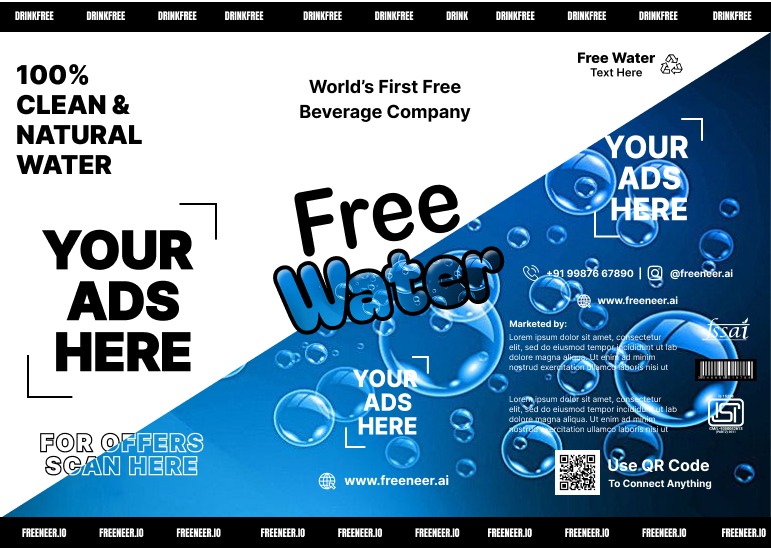 DRINKFREE DRINKFREE DRINKFREE DRINKFREE DRINKFREE DRINKFREE DRINK DRINKFREE DRINKFREE DRINKFREE DRINKFREE
100%
CLEAN &
NATURAL
WATER
YOUR
ADS
HERE
FOR OFFERS
SCAN HERE
World's First Free
Beverage Company
Free
Water
YOUR
ADS
HERE
www.freeneer.ai
Free Water
Text Here
YOUR
ADS
HERE
+91 99876 67890 | @freeneer.ai
www.freeneer.ai
Marketed by:
Lorem ipsum dolor sit amet, consectetur
elit, sed do eiusmod tempor incididunt ut lab
dolore magna aliqua. Ut enim ad minim
nostrud exercitation ullamco laboris nisi ut
fssai
Lorem ipsum dolor sit amet, consectetur
elit, sed do eiusmod tempor incididunt ut lab
dolore magna aliqua. Ut enim ad minim
nostrud exercitation ullamco laboris nisi ut
ISI
Use QR Code
To Connect Anything
FREENEER.IO FREENEER.IO FREENEER.IO FREENEER.IO FREENEER.IO FREENEER.IO FREENEER.IO FREENEER.IO FREENEER.IO FREENEER.IO